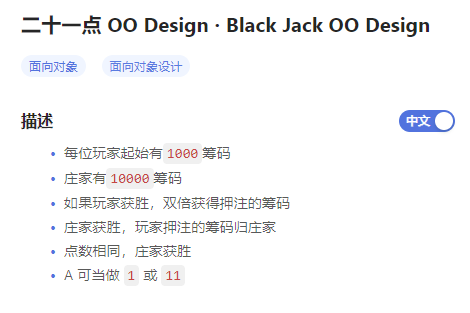 二十一点 OO Design · Black Jack OO Design
面向对象 面向对象设计
描述 中文
• 每位玩家起始有 1000 筹码
• 庄家有 10000 筹码
• 如果玩家获胜，双倍获得押注的筹码
• 庄家获胜，玩家押注的筹码归庄家
• 点数相同，庄家获胜
• A 可当做 1 或 11